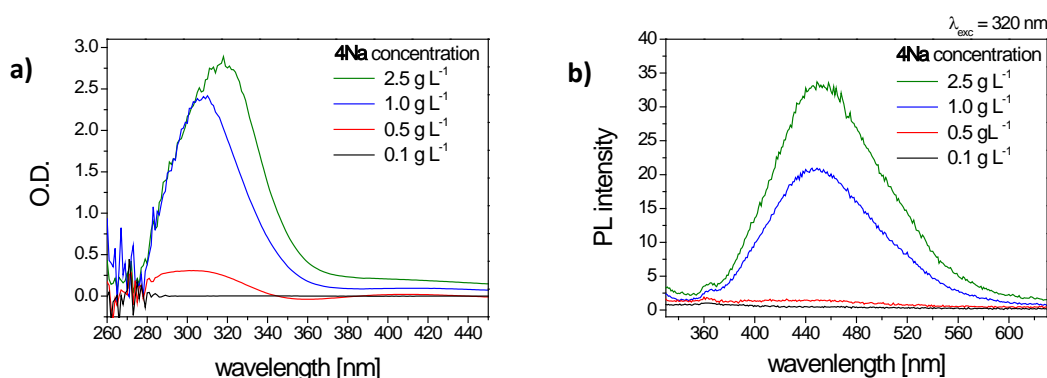 a)
4Na concentration
2.5 g L⁻¹
1.0 g L⁻¹
0.5 g L⁻¹
0.1 g L⁻¹
3.0
2.5
2.0
1.5
1.0
0.5
0.0
O.D.
260 280 300 320 340 360 380 400 420 440
wavelength [nm]
λexc = 320 nm
b)
4Na concentration
2.5 g L⁻¹
1.0 g L⁻¹
0.5 gL⁻¹
0.1 g L⁻¹
40
35
30
25
20
15
10
5
0
PL intensity
360 400 440 480 520 560 600
wavenlength [nm]